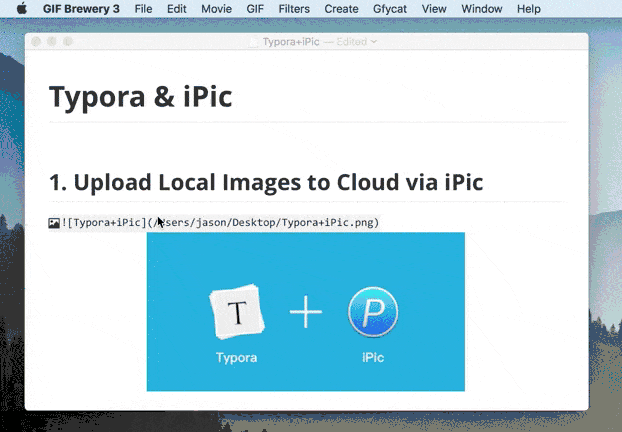 GIF Brewery 3 File Edit Movie GIF Filters Create Gfycat View Window Help
Typora+iPic — Edited
Typora & iPic
1. Upload Local Images to Cloud via iPic
![Typora+iPic](/Users/jason/Desktop/Typora+iPic.png)
T P
Typora iPic